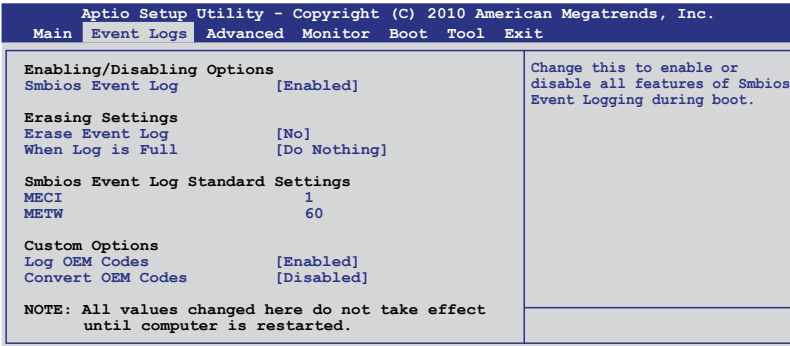 Aptio Setup Utility - Copyright (C) 2010 American Megatrends, Inc.
Main Event Logs Advanced Monitor Boot Tool Exit
Enabling/Disabling Options
Smbios Event Log [Enabled]
Erasing Settings
Erase Event Log [No]
When Log is Full [Do Nothing]
Smbios Event Log Standard Settings
MECI 1
METW 60
Custom Options
Log OEM Codes [Enabled]
Convert OEM Codes [Disabled]
NOTE: All values changed here do not take effect
until computer is restarted.
Change this to enable or
disable all features of Smbios
Event Logging during boot.